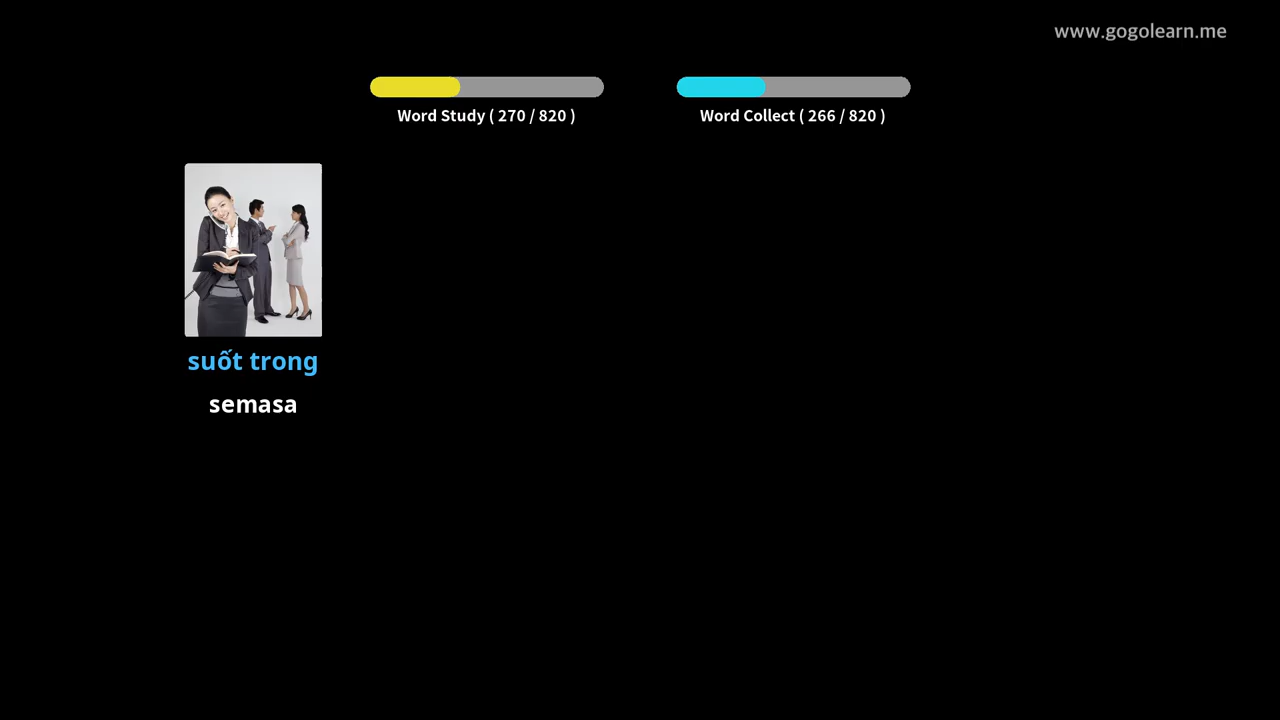 www.gogolearn.me
Word Study ( 270 / 820 )
Word Collect ( 266 / 820 )
suốt trong
semasa